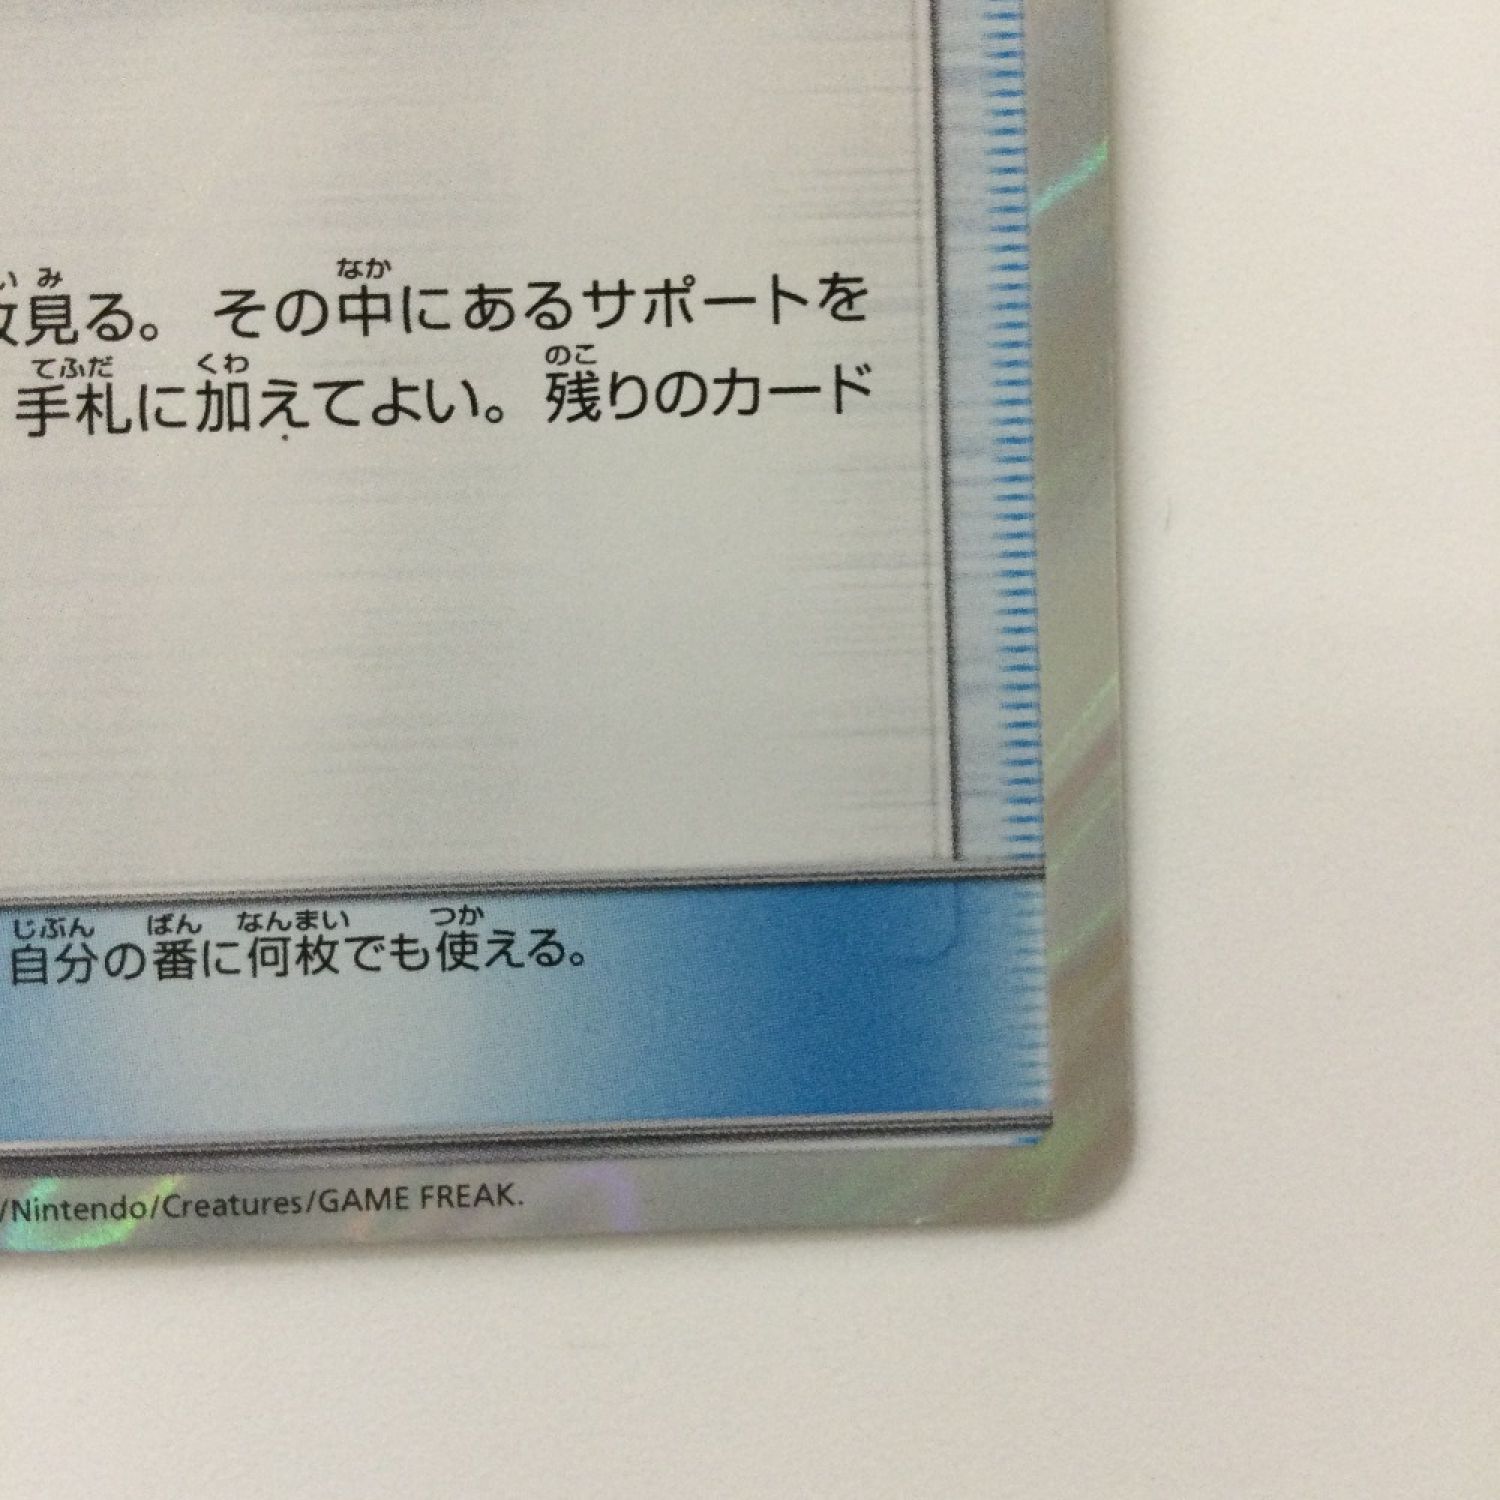 見る。その中にあるサポートを
手札に加えてよい。残りのカード
自分の番に何枚でも使える。
/Nintendo/Creatures/GAME FREAK.